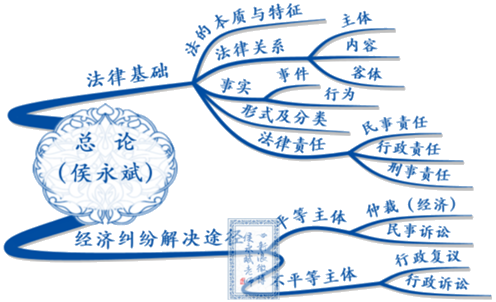 总论
(侯永斌)
法律基础
法的本质与特征
法律关系
主体
内容
客体
事实
事件
行为
形式及分类
法律责任
民事责任
行政责任
刑事责任
经济纠纷解决途径
平等主体
仲裁（经济）
民事诉讼
不平等主体
行政复议
行政诉讼